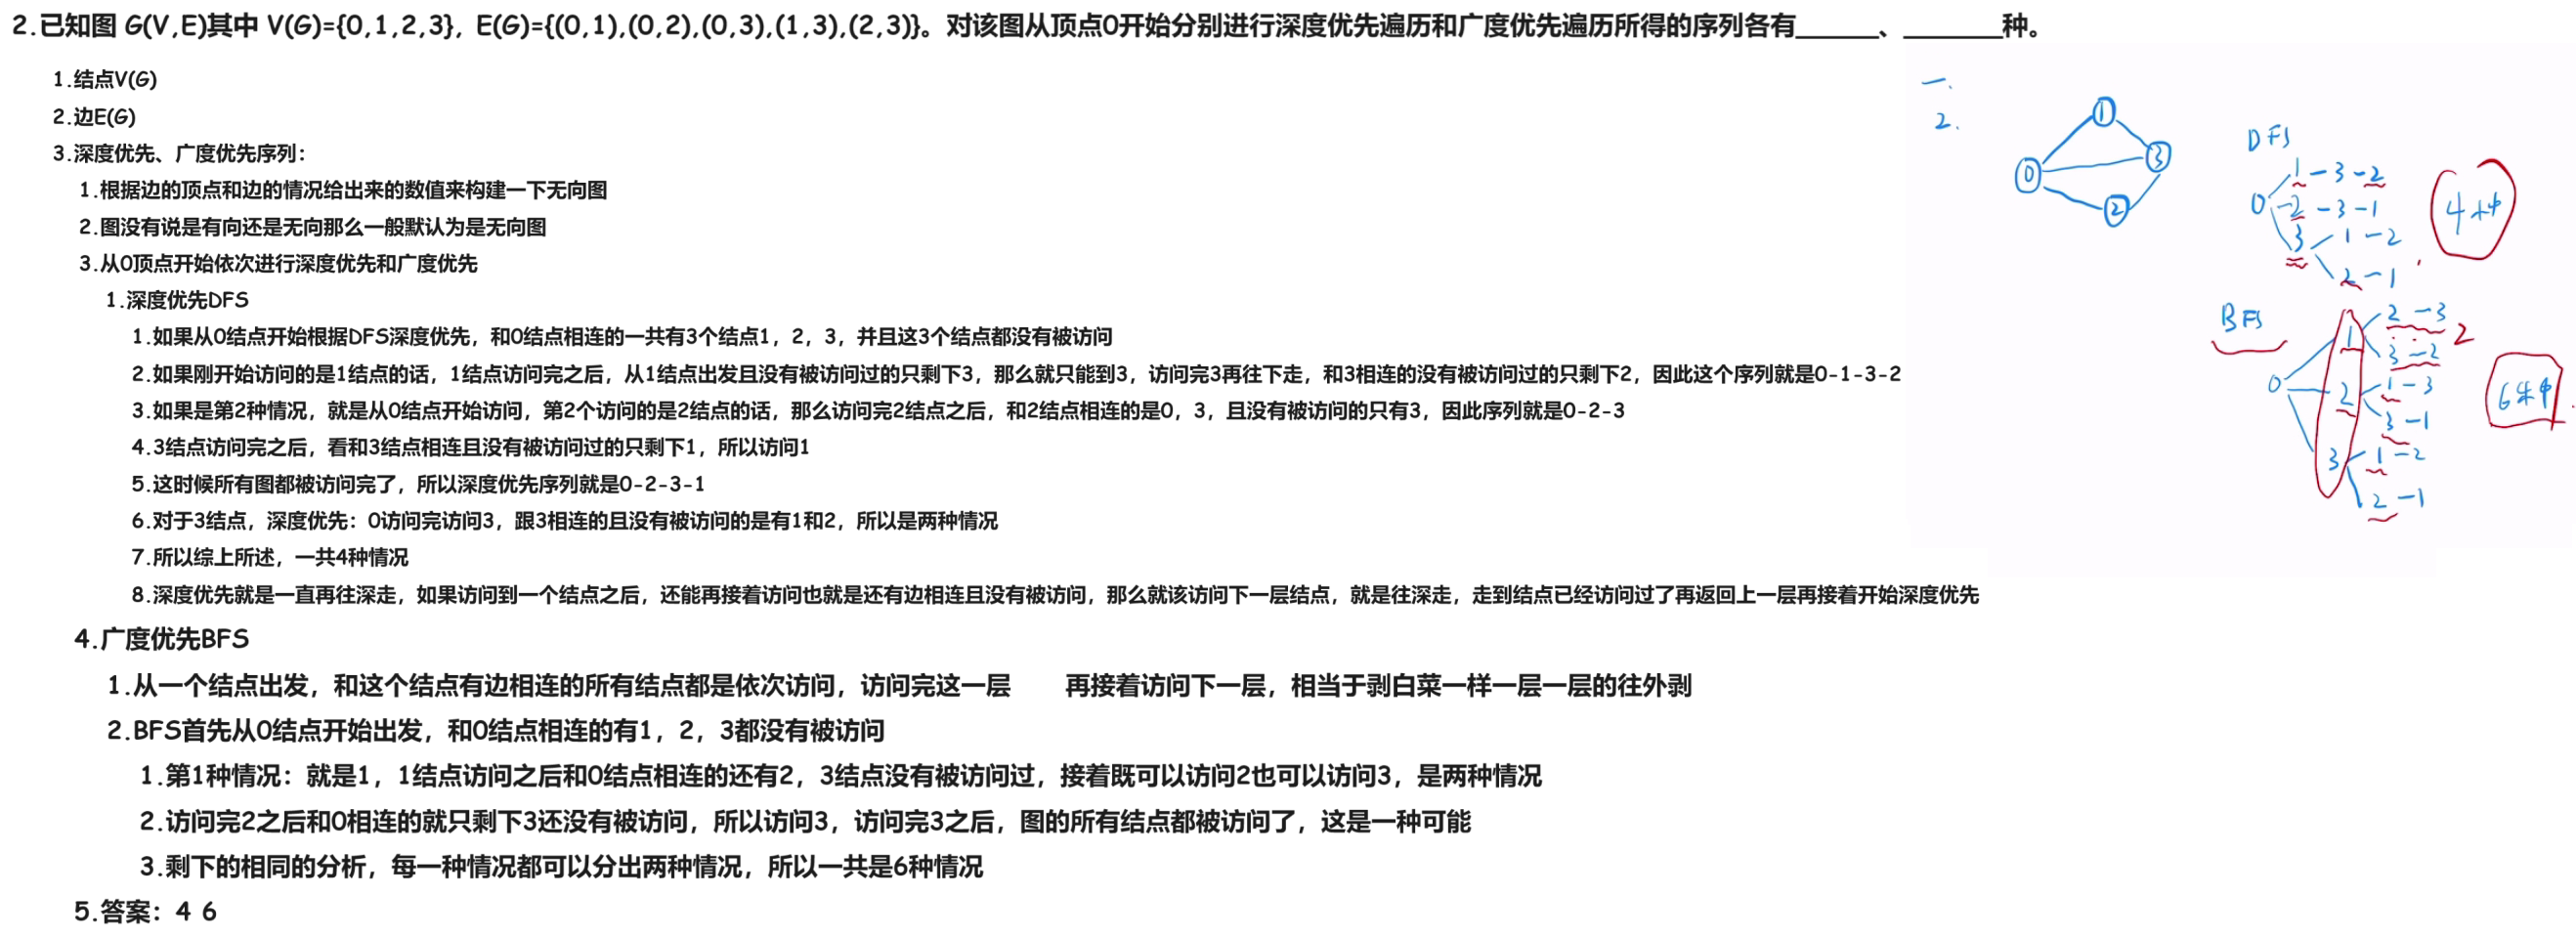 2.已知图 G(V,E)其中 V(G)={0,1,2,3}, E(G)={(0,1),(0,2),(0,3),(1,3),(2,3)}。对该图从顶点0开始分别进行深度优先遍历和广度优先遍历所得的序列各有______、_______种。
1.结点V(G)
2.边E(G)
3.深度优先、广度优先序列：
1.根据边的顶点和边的情况给出来的数值来构建一下无向图
2.图没有说是有向还是无向那么一般默认为是无向图
3.从0顶点开始依次进行深度优先和广度优先
1.深度优先DFS
1.如果从0结点开始根据DFS深度优先，和0结点相连的一共有3个结点1，2，3，并且这3个结点都没有被访问
2.如果刚开始访问的是1结点的话，1结点访问完之后，从1结点出发且没有被访问过的只剩下3，那么就只能到3，访问完3再往下走，和3相连的没有被访问过的只剩下2，因此这个序列就是0-1-3-2
3.如果是第2种情况，就是从0结点开始访问，第2个访问的是2结点的话，那么访问完2结点之后，和2结点相连的是0，3，且没有被访问的只有3，因此序列就是0-2-3
4.3结点访问完之后，看和3结点相连且没有被访问过的只剩下1，所以访问1
5.这时候所有图都被访问完了，所以深度优先序列就是0-2-3-1
6.对于3结点，深度优先：0访问完访问3，跟3相连的且没有被访问的是有1和2，所以是两种情况
7.所以综上所述，一共4种情况
8.深度优先就是一直再往深走，如果访问到一个结点之后，还能再接着访问也就是还有边相连且没有被访问，那么就该访问下一层结点，就是往深走，走到结点已经访问过了再返回上一层再接着开始深度优先
4.广度优先BFS
1.从一个结点出发，和这个结点有边相连的所有结点都是依次访问，访问完这一层 再接着访问下一层，相当于剥白菜一样一层一层的往外剥
2.BFS首先从0结点开始出发，和0结点相连的有1，2，3都没有被访问
1.第1种情况：就是1，1结点访问之后和0结点相连的还有2，3结点没有被访问过，接着既可以访问2也可以访问3，是两种情况
2.访问完2之后和0相连的就只剩下3还没有被访问，所以访问3，访问完3之后，图的所有结点都被访问了，这是一种可能
3.剩下的相同的分析，每一种情况都可以分出两种情况，所以一共是6种情况
5.答案：4 6
一.
2.
1
0
3
2
DFS
1-3-2
0-2-3-1
3 1-2
2-1
4种
BFS
1 2-3 2
3-2
0 2 1-3
3-1
3 1-2
2-1
6种